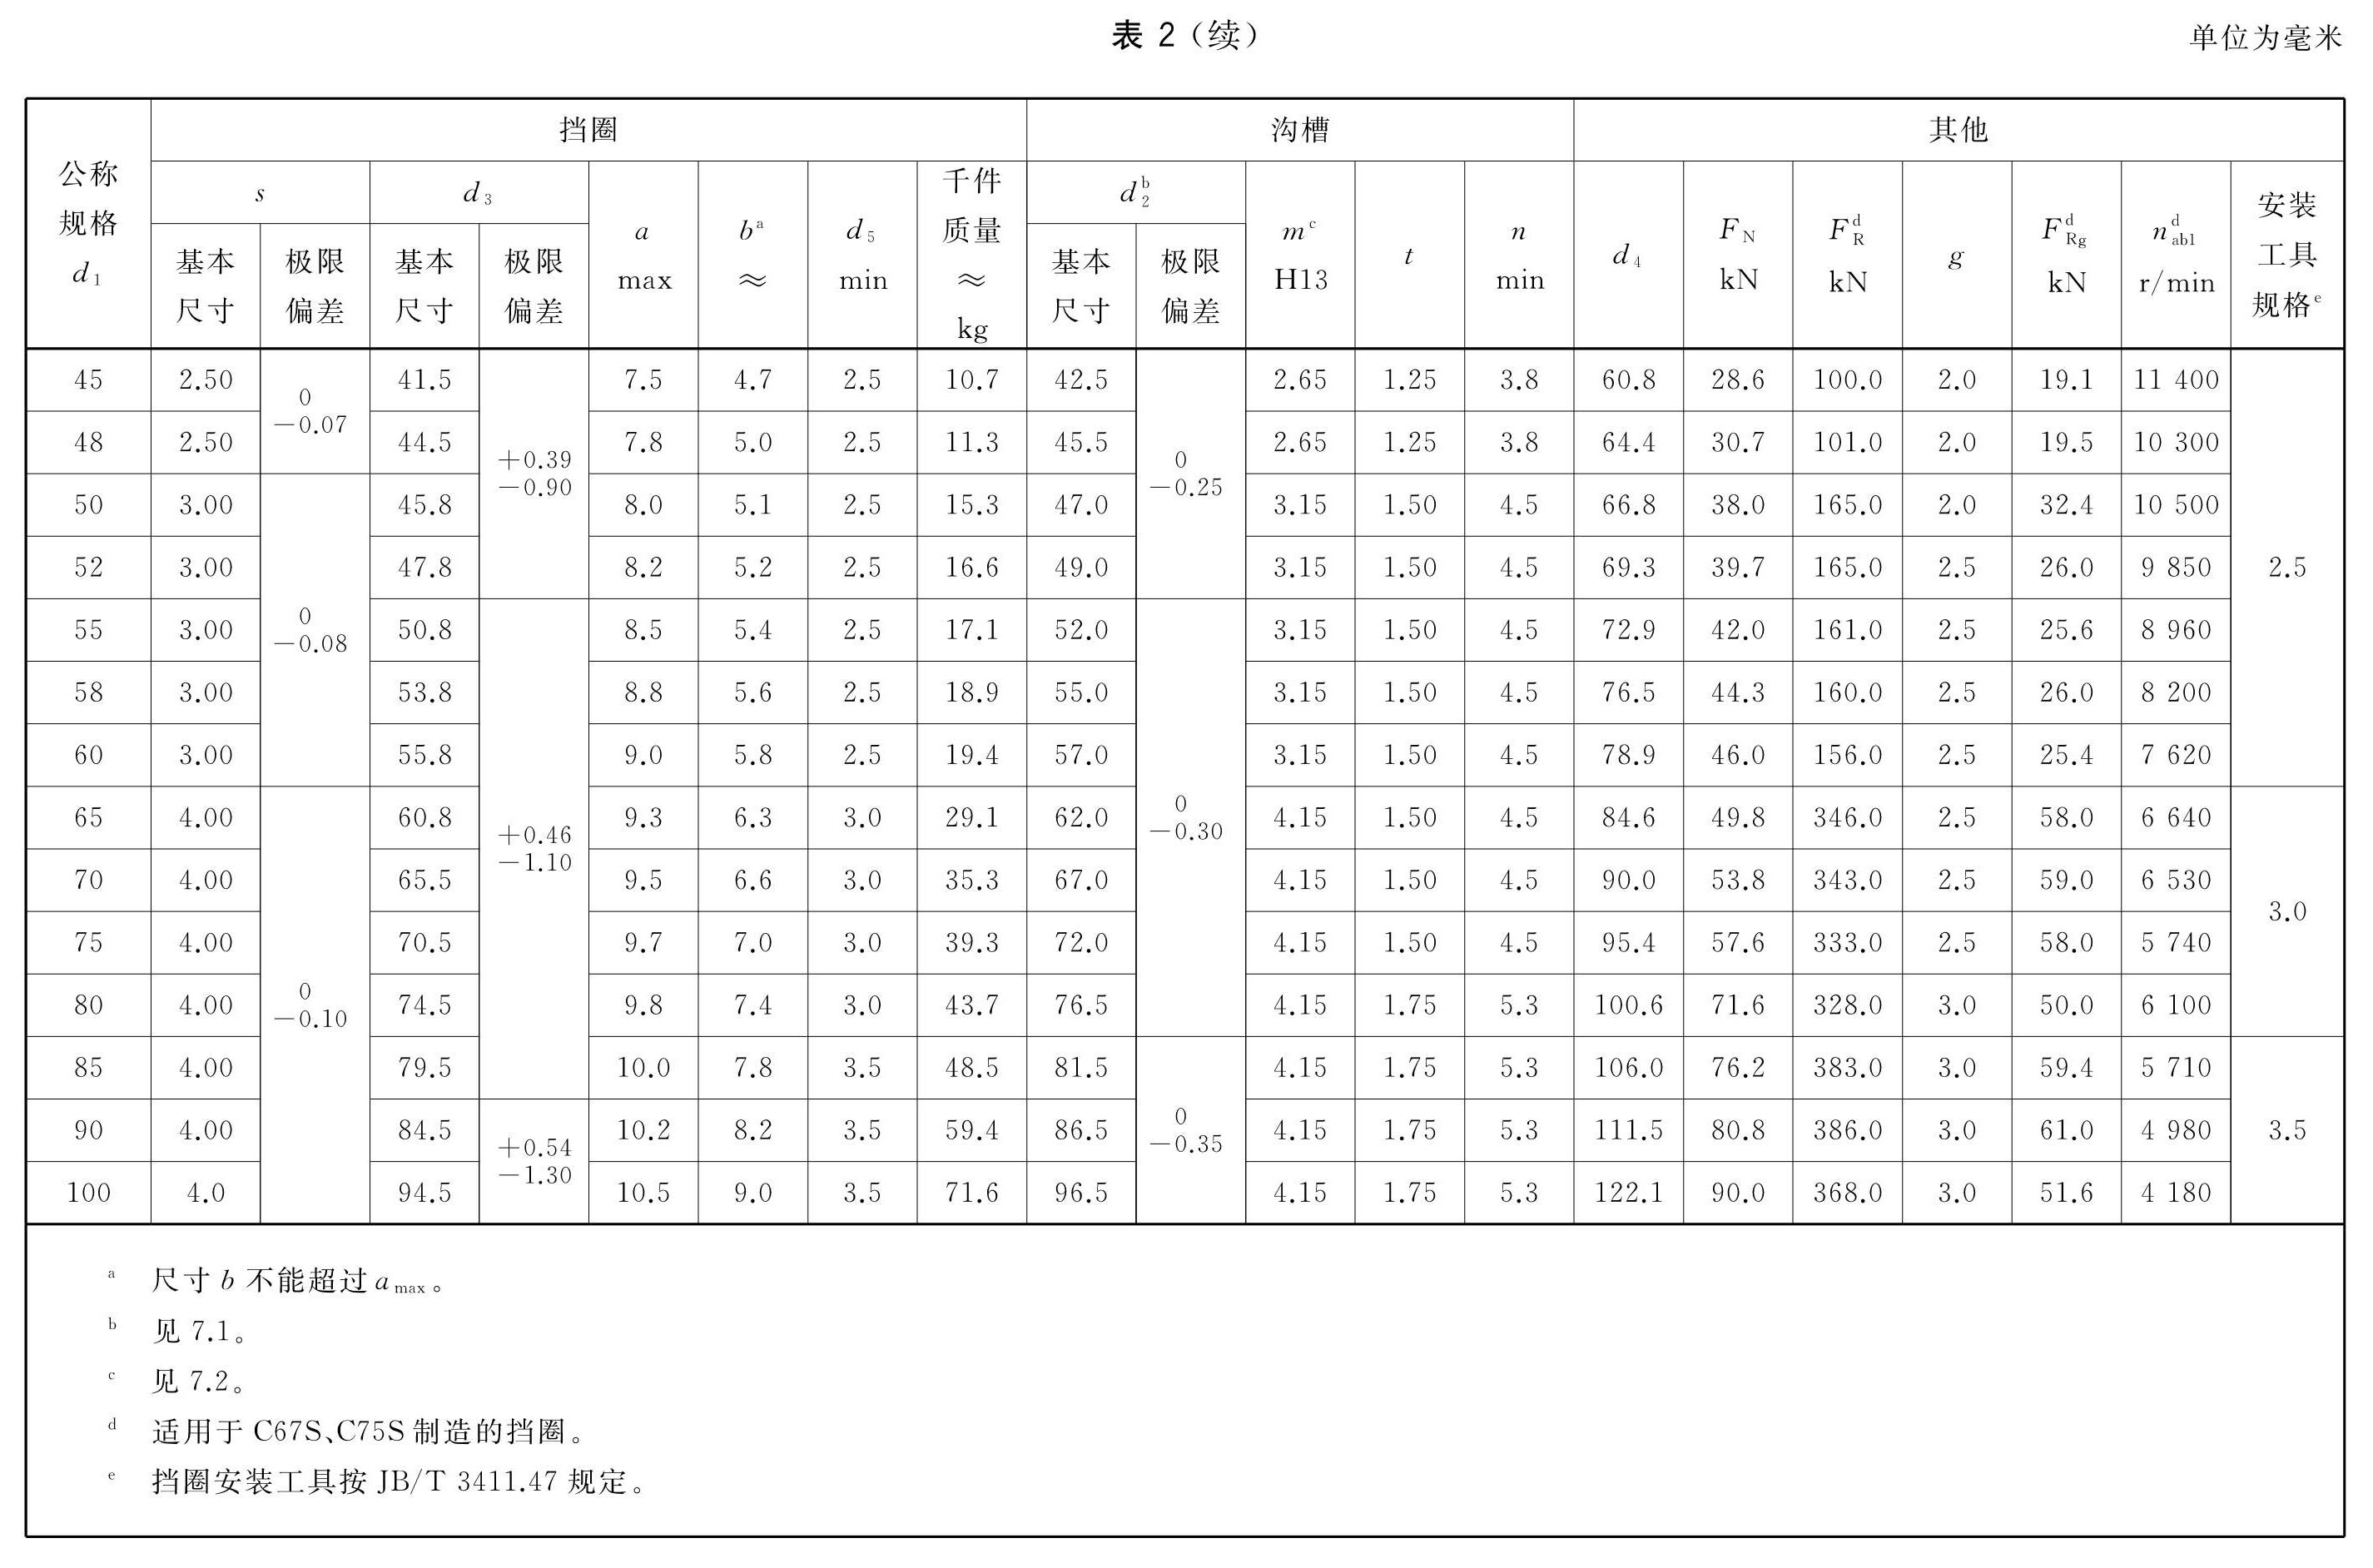 表 2（续）
单位为毫米
公称规格 d1 挡圈 沟槽 其他
s d3 a max b^a ≈ d5 min 千件质量 ≈ kg d2^b m^c H13 t n min d4 FN kN FR^d kN g FRg^d kN nabl^d r/min 安装工具规格^e
基本尺寸 极限偏差 基本尺寸 极限偏差 基本尺寸 极限偏差
45 2.50 0 −0.07 41.5 +0.39 −0.90 7.5 4.7 2.5 10.7 42.5 0 −0.25 2.65 1.25 3.8 60.8 28.6 100.0 2.0 19.1 11 400 2.5
48 2.50 44.5 7.8 5.0 2.5 11.3 45.5 2.65 1.25 3.8 64.4 30.7 101.0 2.0 19.5 10 300
50 3.00 0 −0.08 45.8 8.0 5.1 2.5 15.3 47.0 3.15 1.50 4.5 66.8 38.0 165.0 2.0 32.4 10 500
52 3.00 47.8 8.2 5.2 2.5 16.6 49.0 3.15 1.50 4.5 69.3 39.7 165.0 2.5 26.0 9 850
55 3.00 50.8 +0.46 −1.10 8.5 5.4 2.5 17.1 52.0 0 −0.30 3.15 1.50 4.5 72.9 42.0 161.0 2.5 25.6 8 960
58 3.00 53.8 8.8 5.6 2.5 18.9 55.0 3.15 1.50 4.5 76.5 44.3 160.0 2.5 26.0 8 200
60 3.00 55.8 9.0 5.8 2.5 19.4 57.0 3.15 1.50 4.5 78.9 46.0 156.0 2.5 25.4 7 620
65 4.00 0 −0.10 60.8 9.3 6.3 3.0 29.1 62.0 4.15 1.50 4.5 84.6 49.8 346.0 2.5 58.0 6 640 3.0
70 4.00 65.5 9.5 6.6 3.0 35.3 67.0 4.15 1.50 4.5 90.0 53.8 343.0 2.5 59.0 6 530
75 4.00 70.5 9.7 7.0 3.0 39.3 72.0 4.15 1.50 4.5 95.4 57.6 333.0 2.5 58.0 5 740
80 4.00 74.5 9.8 7.4 3.0 43.7 76.5 4.15 1.75 5.3 100.6 71.6 328.0 3.0 50.0 6 100
85 4.00 79.5 10.0 7.8 3.5 48.5 81.5 0 −0.35 4.15 1.75 5.3 106.0 76.2 383.0 3.0 59.4 5 710 3.5
90 4.00 84.5 +0.54 −1.30 10.2 8.2 3.5 59.4 86.5 4.15 1.75 5.3 111.5 80.8 386.0 3.0 61.0 4 980
100 4.0 94.5 10.5 9.0 3.5 71.6 96.5 4.15 1.75 5.3 122.1 90.0 368.0 3.0 51.6 4 180
a 尺寸 b 不能超过 amax。
b 见 7.1。
c 见 7.2。
d 适用于 C67S、C75S 制造的挡圈。
e 挡圈安装工具按 JB/T 3411.47 规定。